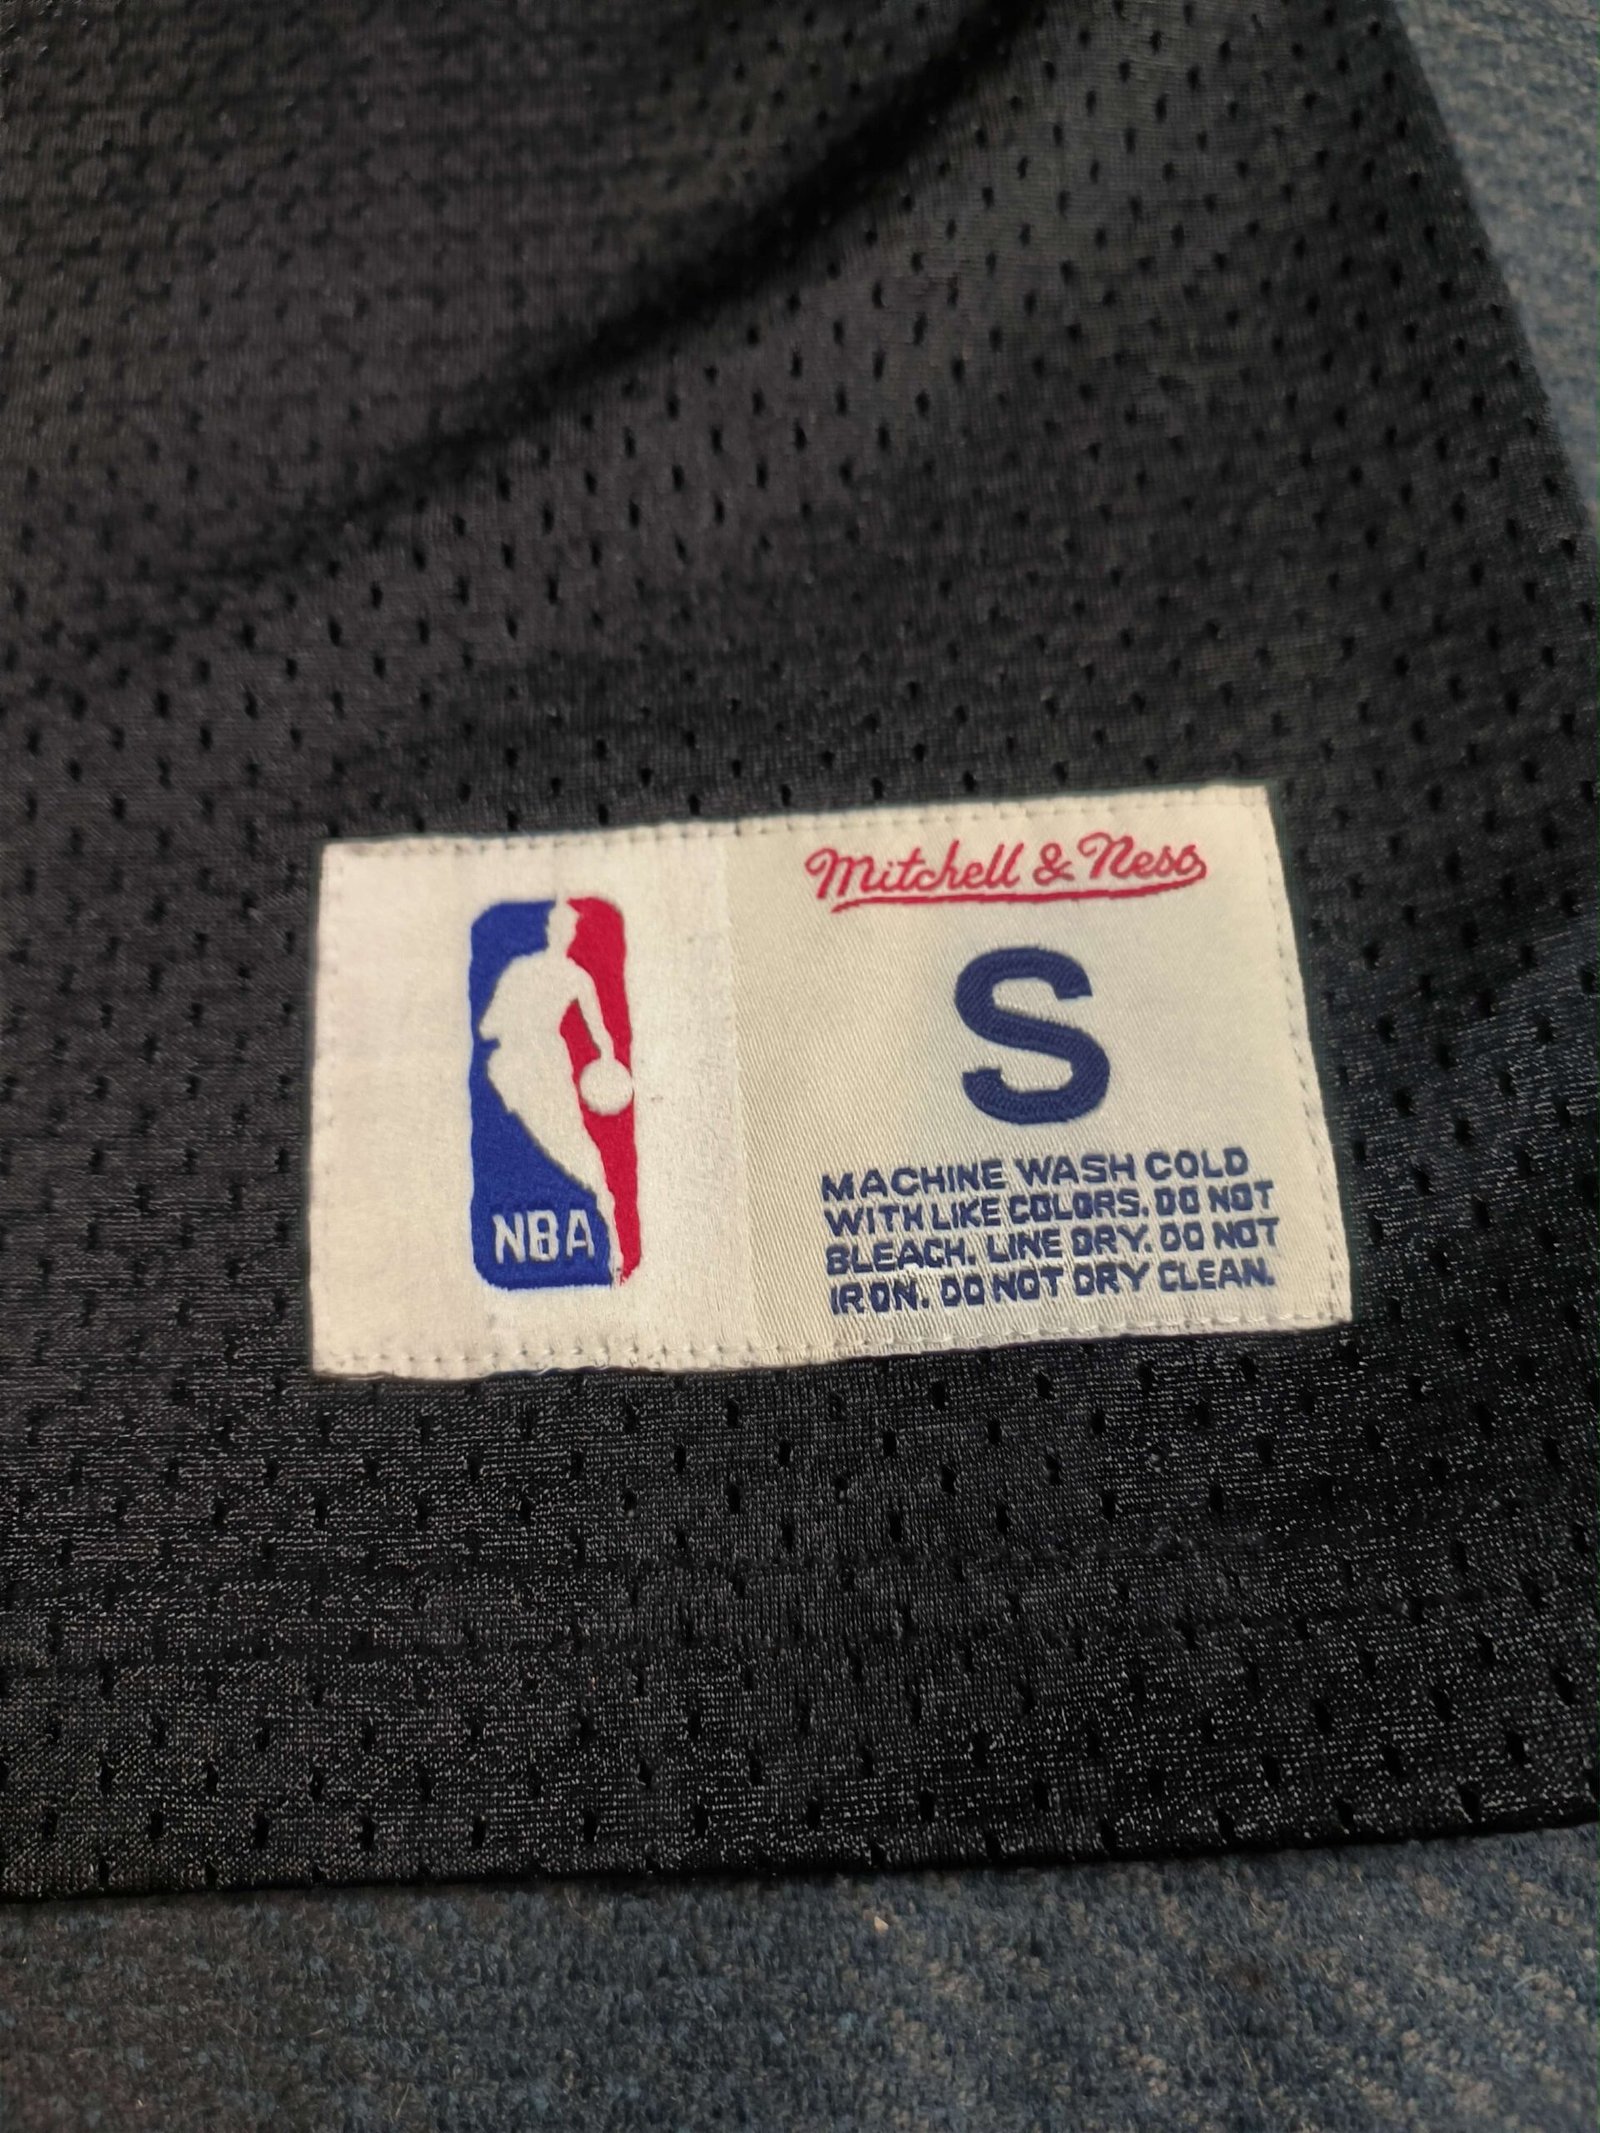 Mitchell & Ness
S
NBA
MACHINE WASH COLD
WITH LIKE COLORS. DO NOT
BLEACH. LINE DRY. DO NOT
IRON. DO NOT DRY CLEAN.